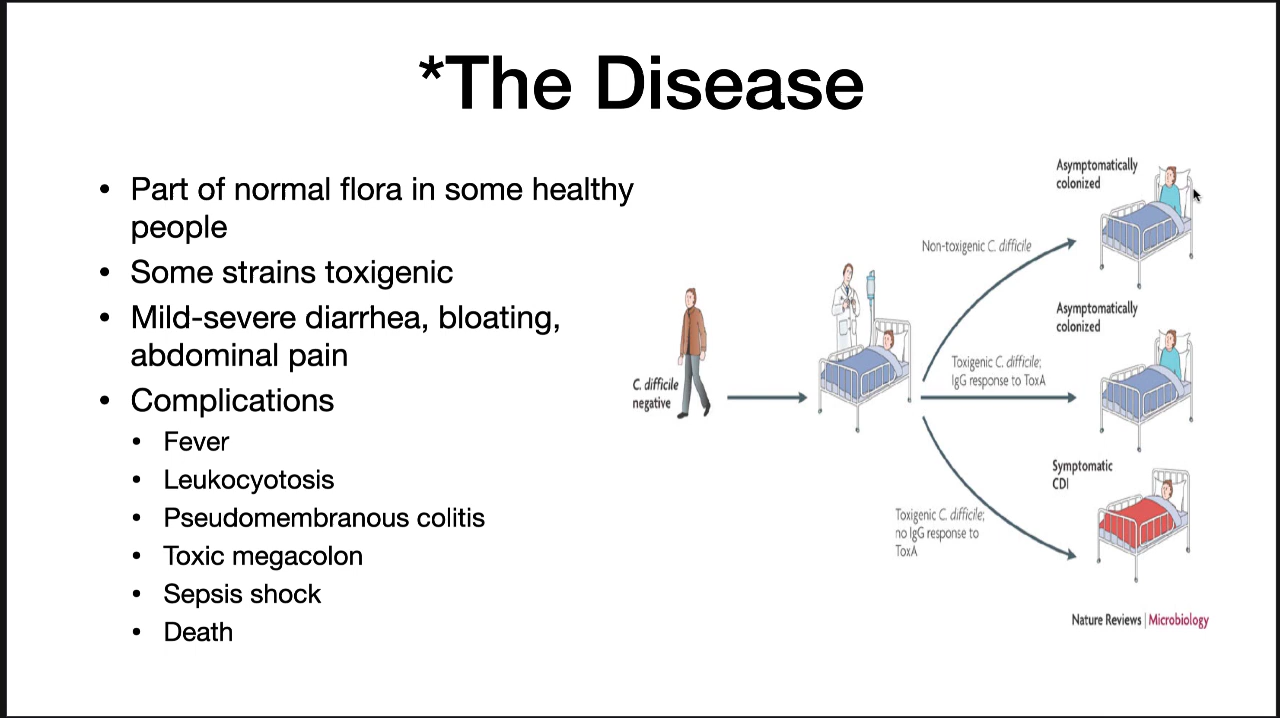 *The Disease
• Part of normal flora in some healthy
people
• Some strains toxigenic
• Mild-severe diarrhea, bloating,
abdominal pain
• Complications
• Fever
• Leukocyotosis
• Pseudomembranous colitis
• Toxic megacolon
• Sepsis shock
• Death
C. difficile
negative
Non-toxigenic C. difficile
Asymptomatically
colonized
Toxigenic C. difficile;
IgG response to ToxA
Asymptomatically
colonized
Toxigenic C. difficile;
no IgG response to
ToxA
Symptomatic
CDI
Nature Reviews | Microbiology